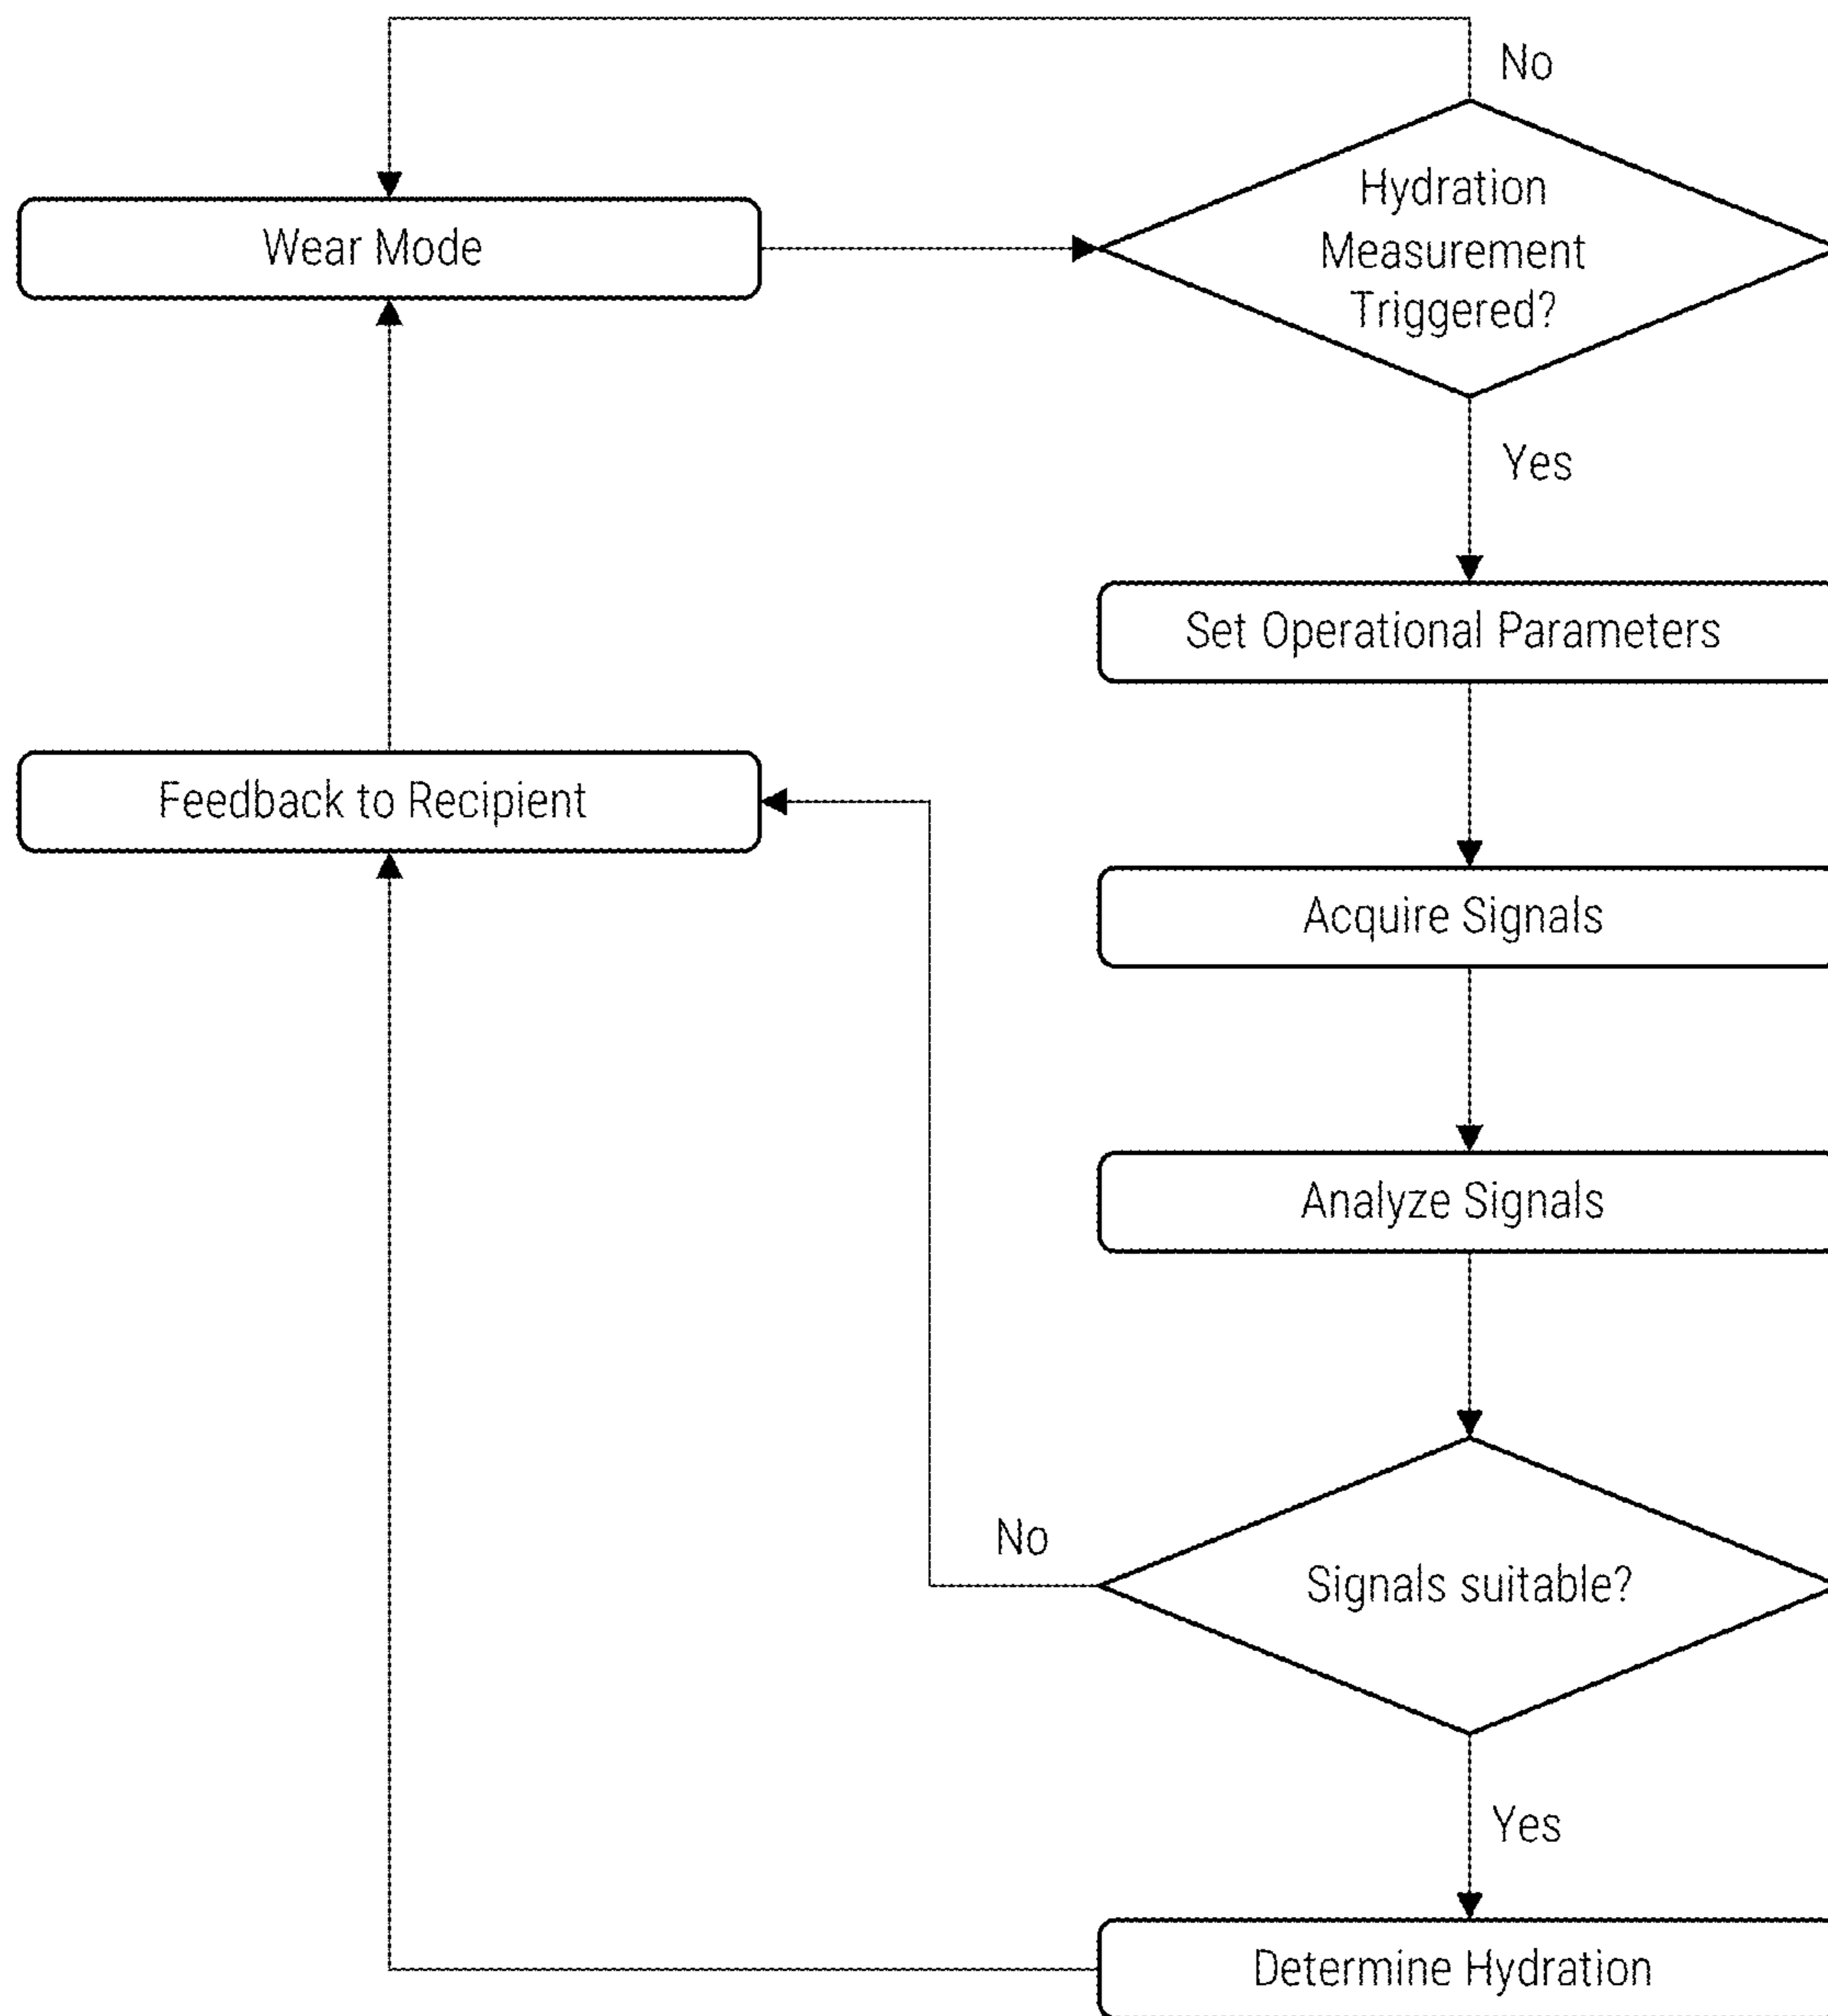 No
Wear Mode
Hydration
Measurement
Triggered?
Yes
Set Operational Parameters
Feedback to Recipient
Acquire Signals
Analyze Signals
No
Signals suitable?
Yes
Determine Hydration